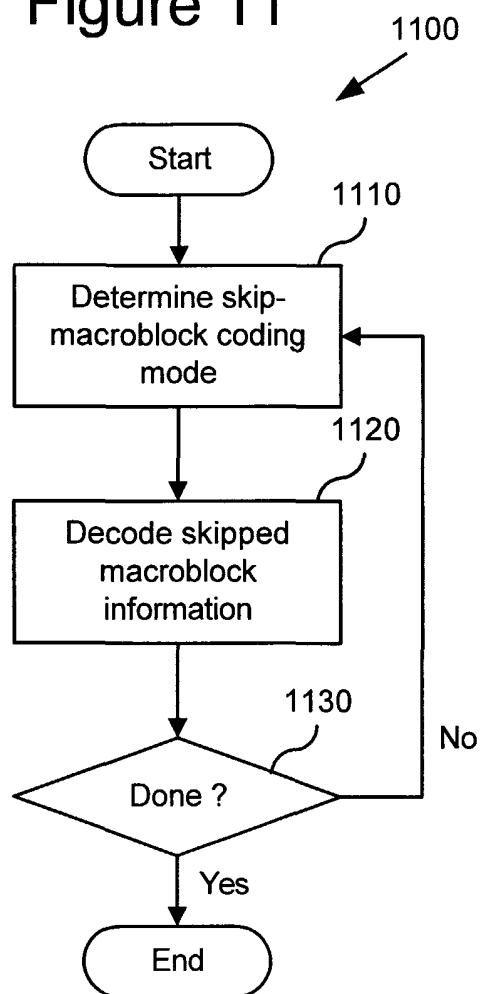 Figure 11
1100
Start
1110
Determine skip-
macroblock coding
mode
1120
Decode skipped
macroblock
information
1130
Done ?
No
Yes
End